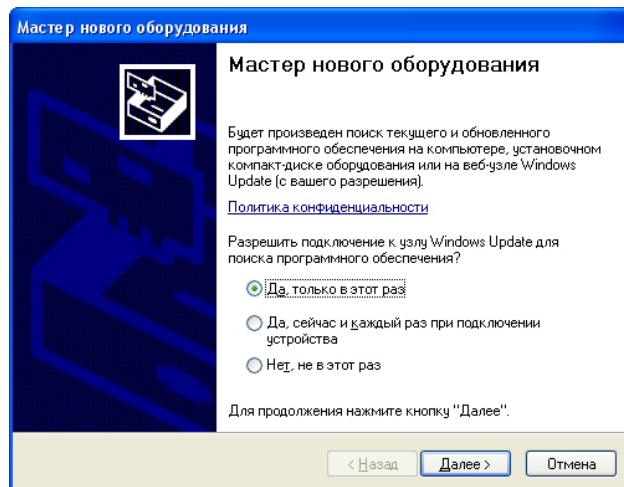 Мастер нового оборудования
Мастер нового оборудования
Будет произведен поиск текущего и обновленного
программного обеспечения на компьютере, установочном
компакт-диске оборудования или на веб-узле Windows
Update (с вашего разрешения).
Политика конфиденциальности
Разрешить подключение к узлу Windows Update для
поиска программного обеспечения?
Да, только в этот раз
Да, сейчас и каждый раз при подключении
устройства
Нет, не в этот раз
Для продолжения нажмите кнопку "Далее".
< Назад Далее > Отмена